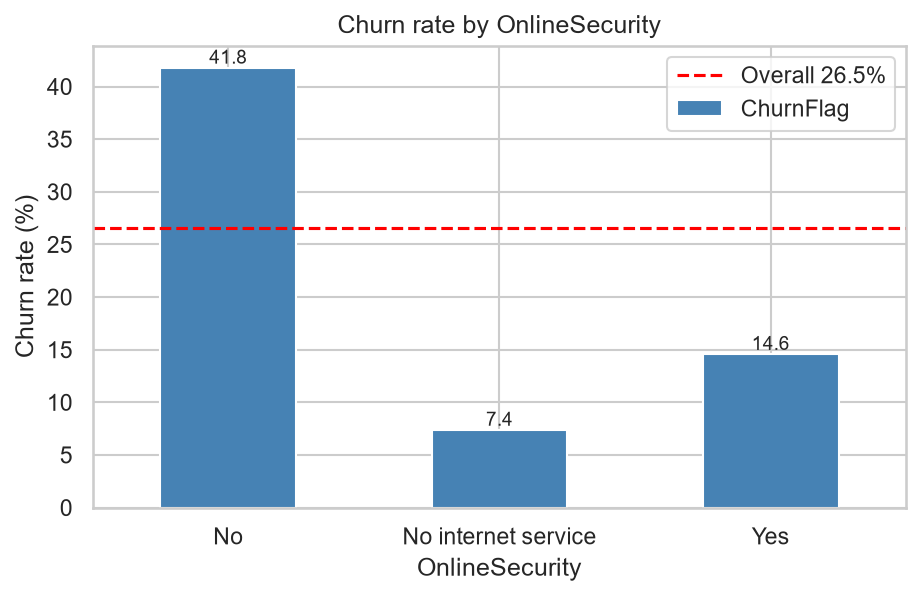 Churn rate by OnlineSecurity
Overall 26.5%
ChurnFlag
Churn rate (%)
40
35
30
25
20
15
10
5
0
41.8
7.4
14.6
No
No internet service
Yes
OnlineSecurity